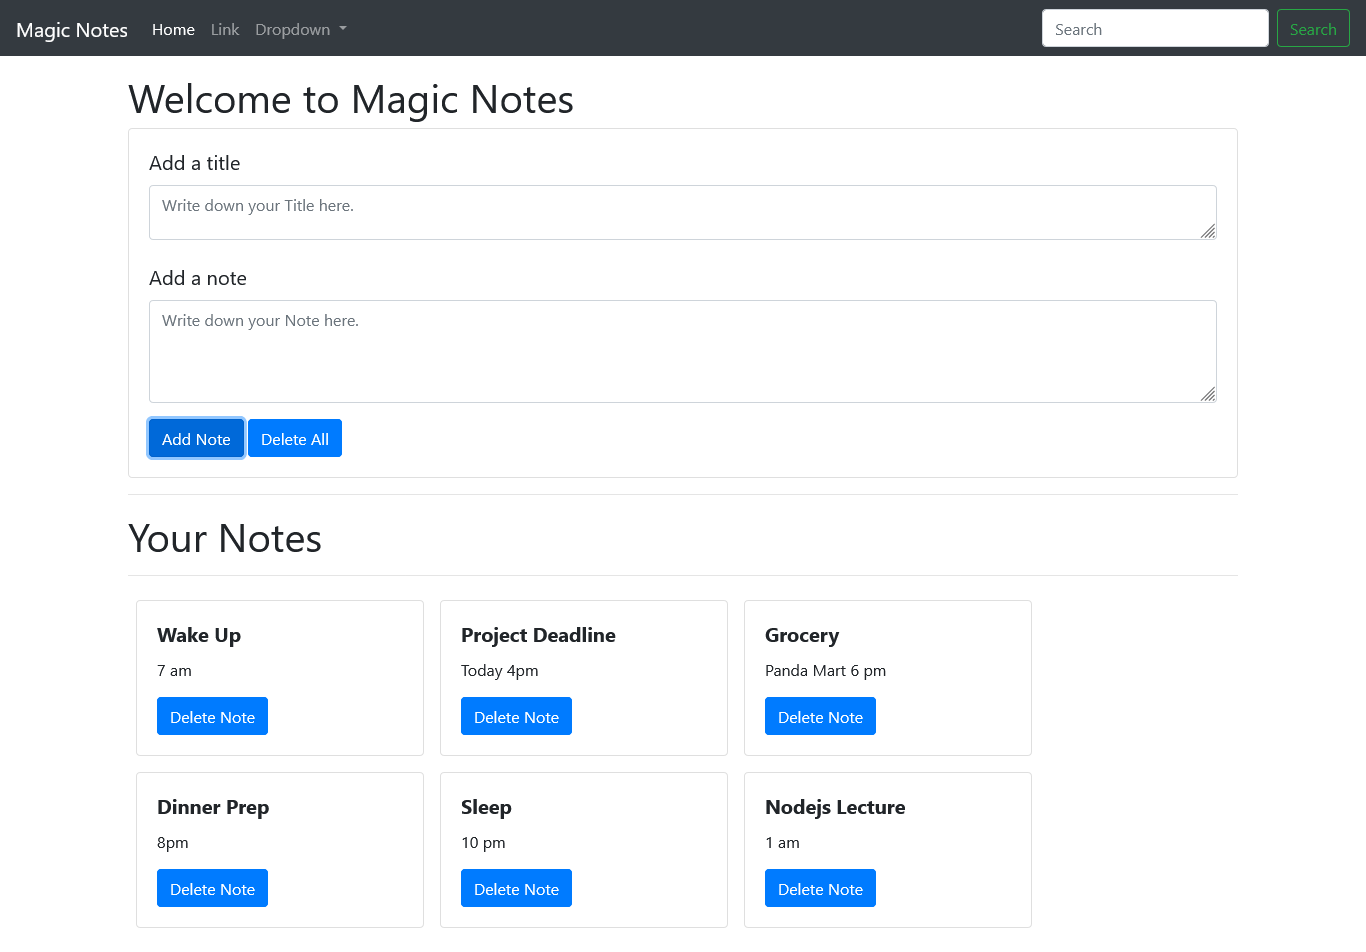 Magic Notes Home Link Dropdown Search Search
Welcome to Magic Notes
Add a title
Write down your Title here.
Add a note
Write down your Note here.
Add Note Delete All
Your Notes
Wake Up
7 am
Delete Note
Project Deadline
Today 4pm
Delete Note
Grocery
Panda Mart 6 pm
Delete Note
Dinner Prep
8pm
Delete Note
Sleep
10 pm
Delete Note
Nodejs Lecture
1 am
Delete Note